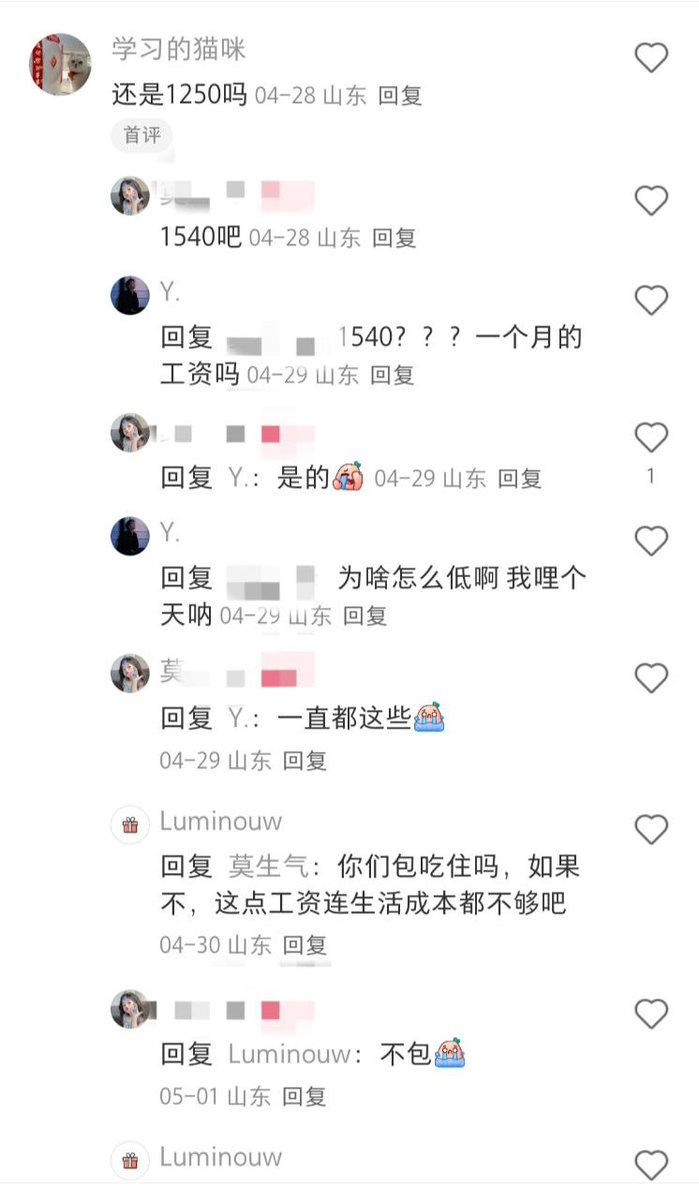 学习的猫咪
还是1250吗 04-28 山东 回复
首评
1540吧 04-28 山东 回复
Y.
回复 1540？？？一个月的
工资吗 04-29 山东 回复
回复 Y.：是的 04-29 山东 回复
1
Y.
回复 为啥怎么低啊 我哩个
天呐 04-29 山东 回复
莫
回复 Y.：一直都这些
04-29 山东 回复
Luminouw
回复 莫生气：你们包吃住吗，如果
不，这点工资连生活成本都不够吧
04-30 山东 回复
回复 Luminouw：不包
05-01 山东 回复
Luminouw